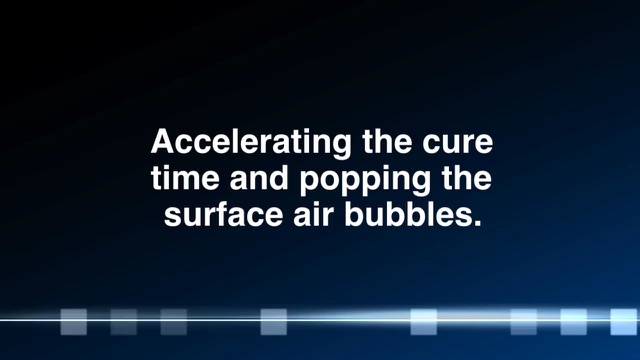 Accelerating the cure
time and popping the
surface air bubbles.